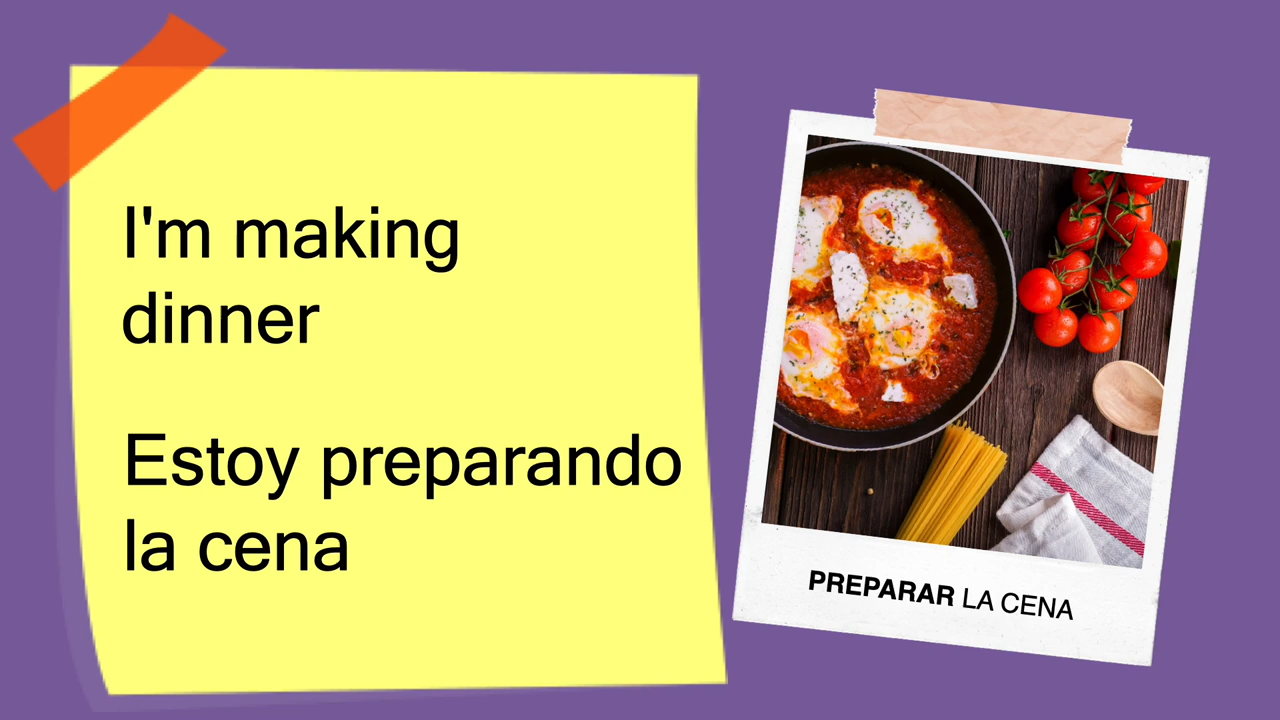 I'm making
dinner
Estoy preparando
la cena
PREPARAR LA CENA